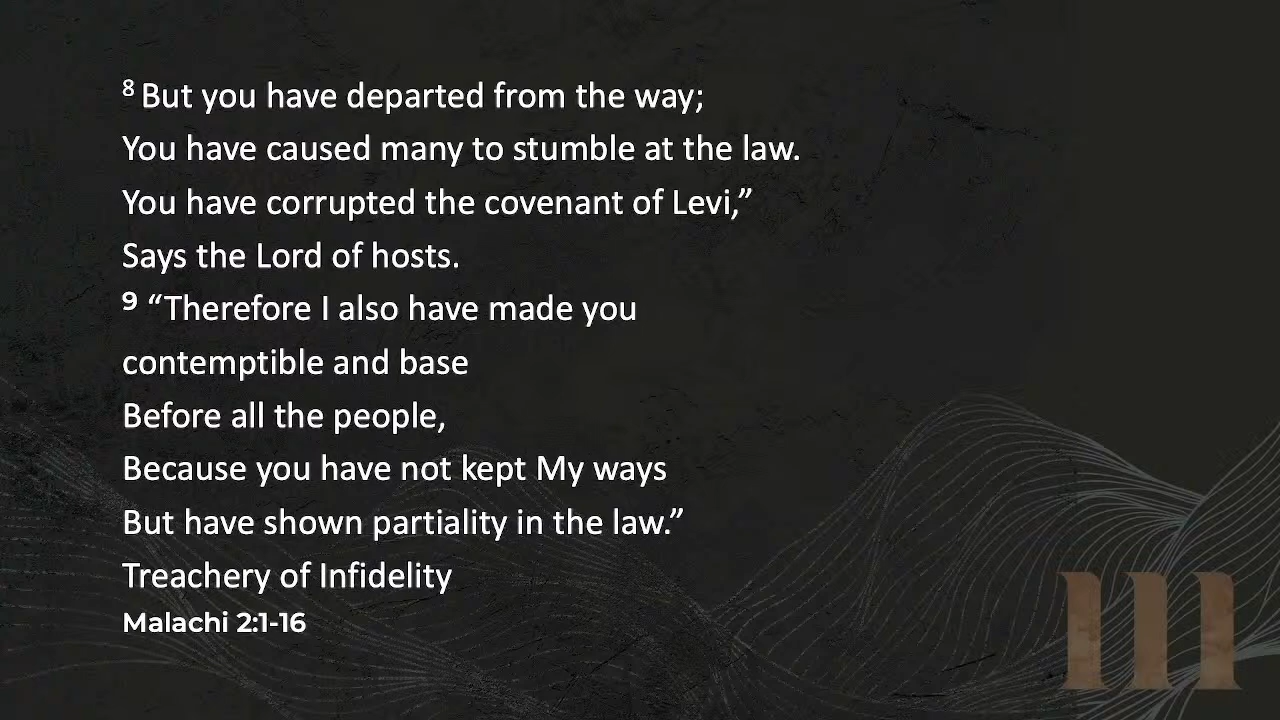 8 But you have departed from the way;
You have caused many to stumble at the law.
You have corrupted the covenant of Levi,”
Says the Lord of hosts.
9 “Therefore I also have made you
contemptible and base
Before all the people,
Because you have not kept My ways
But have shown partiality in the law.”
Treachery of Infidelity
Malachi 2:1-16
III